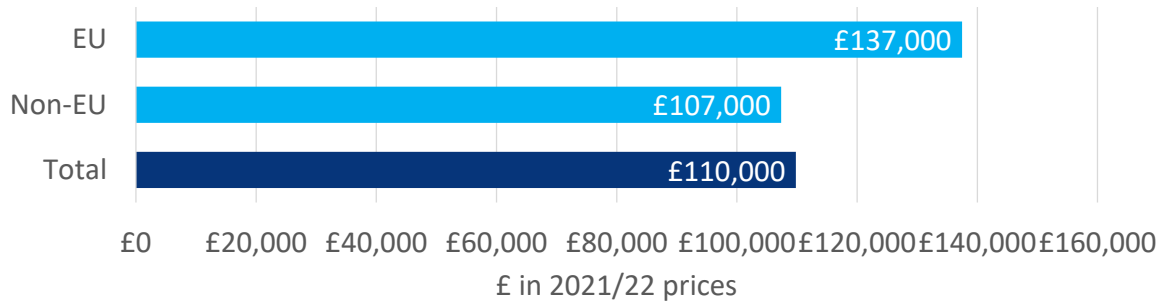 EU £137,000
Non-EU £107,000
Total £110,000
£0 £20,000 £40,000 £60,000 £80,000 £100,000 £120,000 £140,000 £160,000
£ in 2021/22 prices